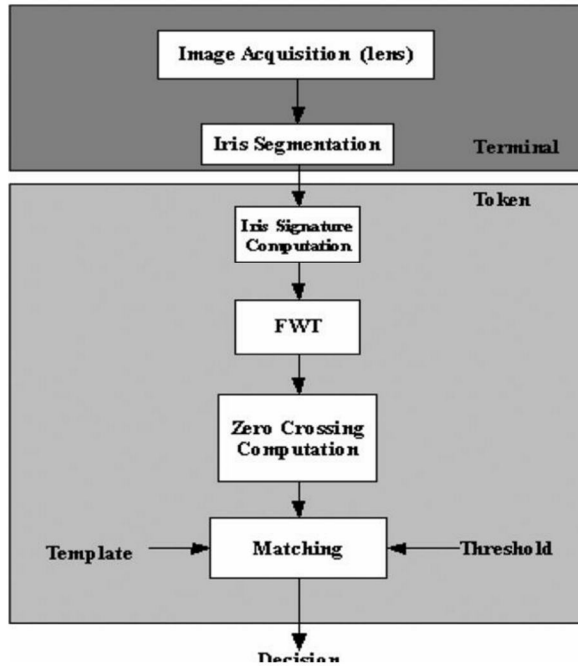 Image Acquisition (lens)
Iris Segmentation
Terminal
Token
Iris Signature
Computation
FWT
Zero Crossing
Computation
Template
Matching
Threshold
Decision